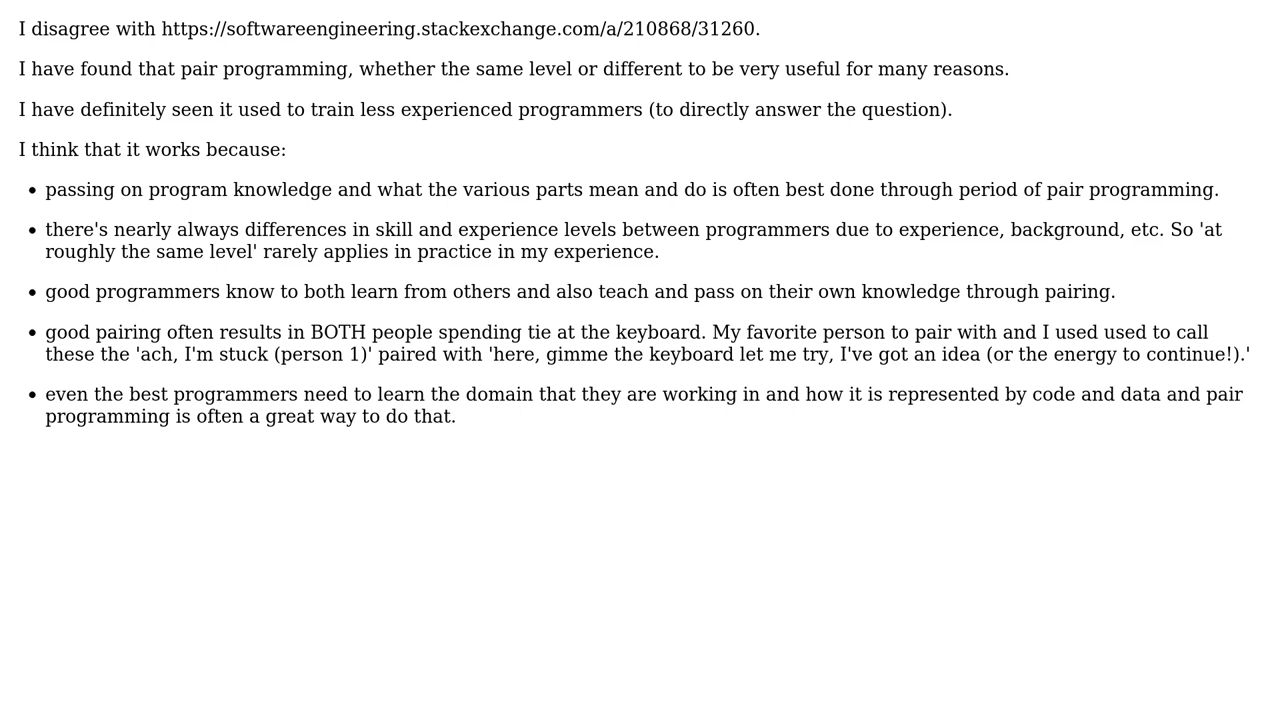 I disagree with https://softwareengineering.stackexchange.com/a/210868/31260.
I have found that pair programming, whether the same level or different to be very useful for many reasons.
I have definitely seen it used to train less experienced programmers (to directly answer the question).
I think that it works because:
• passing on program knowledge and what the various parts mean and do is often best done through period of pair programming.
• there's nearly always differences in skill and experience levels between programmers due to experience, background, etc. So 'at
roughly the same level' rarely applies in practice in my experience.
• good programmers know to both learn from others and also teach and pass on their own knowledge through pairing.
• good pairing often results in BOTH people spending tie at the keyboard. My favorite person to pair with and I used used to call
these the 'ach, I'm stuck (person 1)' paired with 'here, gimme the keyboard let me try, I've got an idea (or the energy to continue!).'
• even the best programmers need to learn the domain that they are working in and how it is represented by code and data and pair
programming is often a great way to do that.